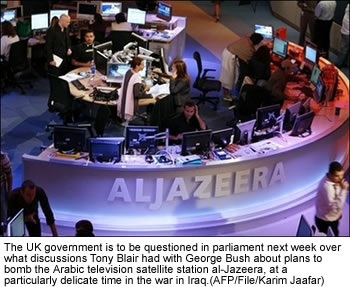 ALJAZEERA
The UK government is to be questioned in parliament next week over
what discussions Tony Blair had with George Bush about plans to
bomb the Arabic television satellite station al-Jazeera, at a
particularly delicate time in the war in Iraq.(AFP/File/Karim Jaafar)